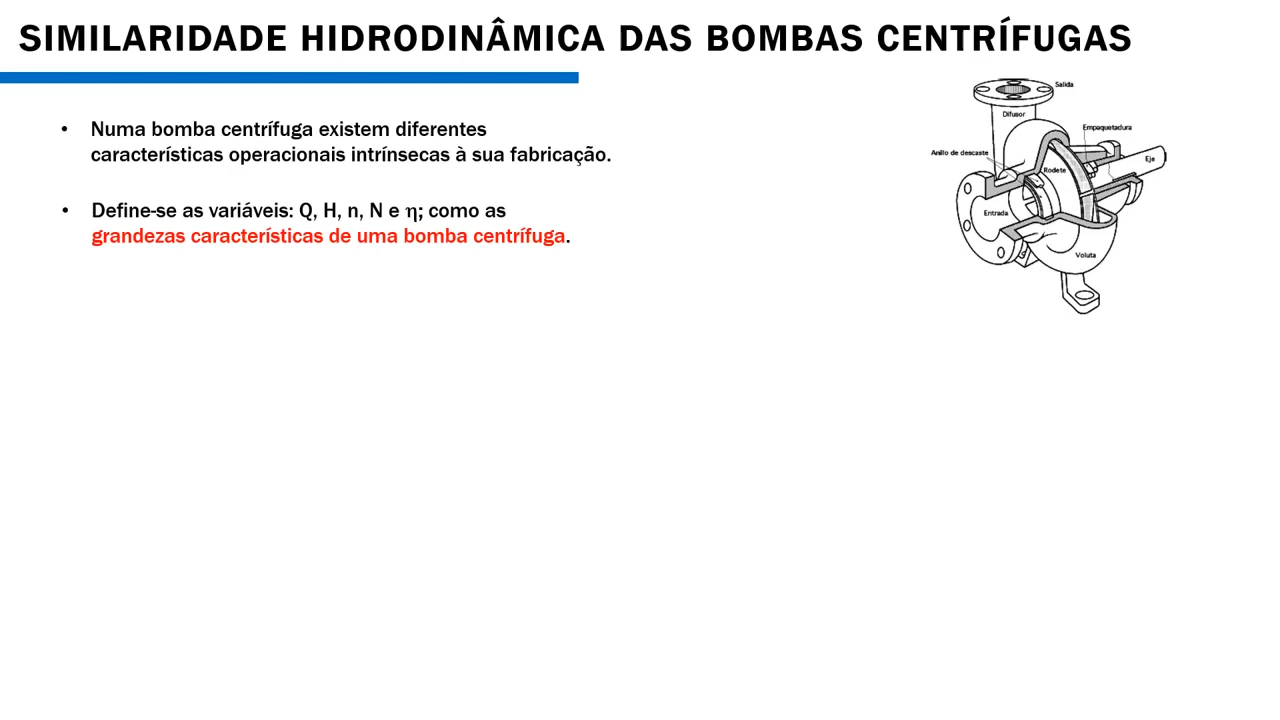 SIMILARIDADE HIDRODINÂMICA DAS BOMBAS CENTRÍFUGAS
• Numa bomba centrífuga existem diferentes
características operacionais intrínsecas à sua fabricação.
• Define-se as variáveis: Q, H, n, N e η; como as
grandezas características de uma bomba centrífuga.
Salida
Difusor
Empaquetadura
Anillo de descaste
Eje
Rodete
Entrada
Voluta